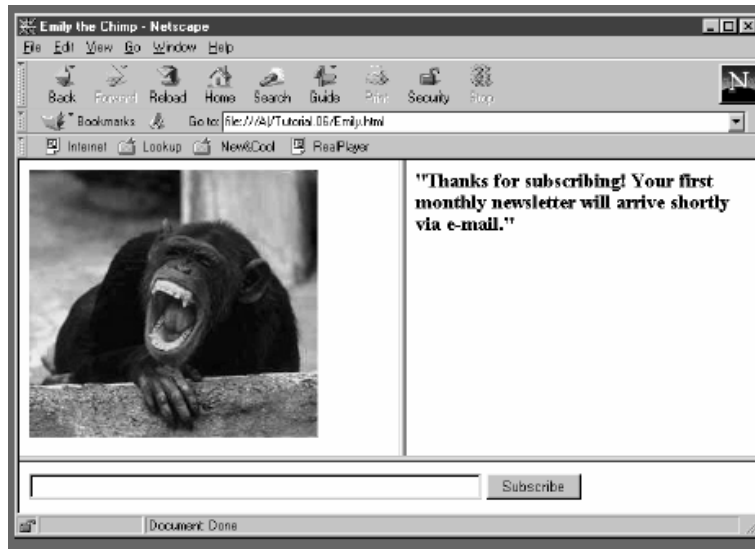 Emily the Chimp - Netscape
File Edit View Go Window Help
Back Forward Reload Home Search Guide Print Security Stop
N
Bookmarks Go to: file:///A|/Tutorial.06/Emily.html
Internet Lookup New&Cool RealPlayer
"Thanks for subscribing! Your first
monthly newsletter will arrive shortly
via e-mail."
Subscribe
Document: Done